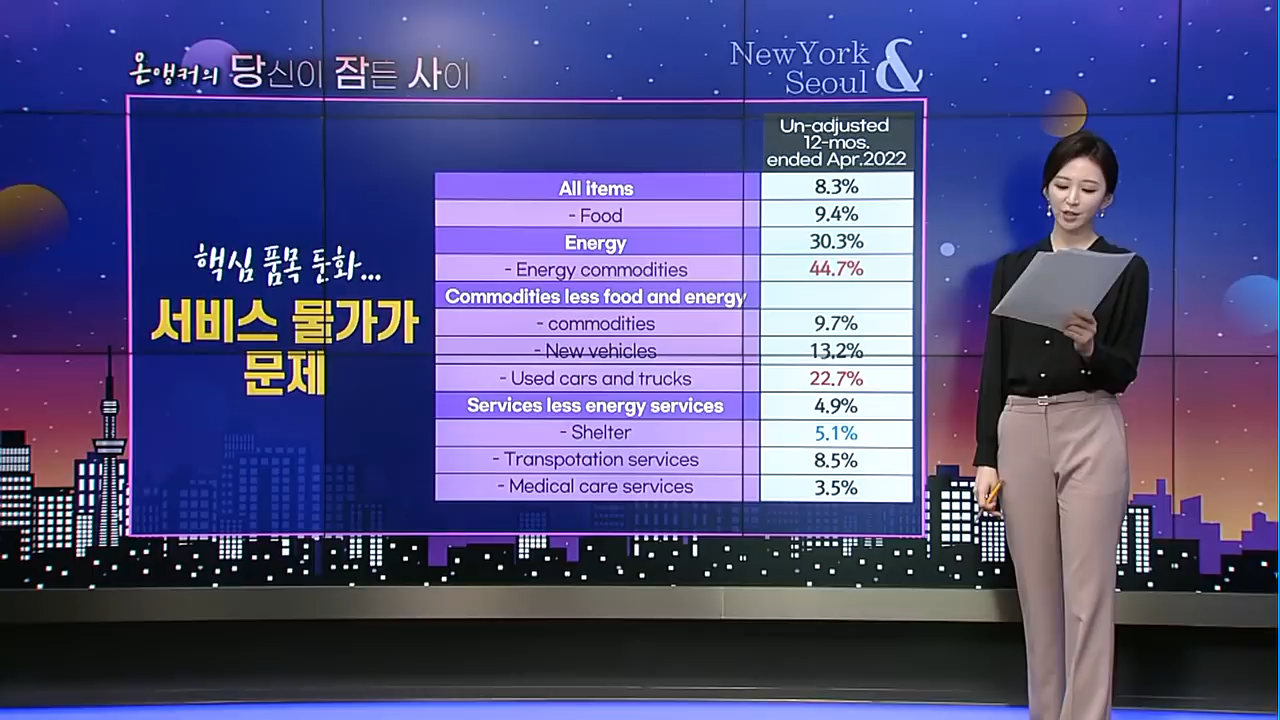 온앵커의 당신이 잠든 사이
NewYork &
Seoul
Un-adjusted
12-mos.
ended Apr.2022
All items 8.3%
- Food 9.4%
Energy 30.3%
- Energy commodities 44.7%
Commodities less food and energy
- commodities 9.7%
- New vehicles 13.2%
- Used cars and trucks 22.7%
Services less energy services 4.9%
- Shelter 5.1%
- Transpotation services 8.5%
- Medical care services 3.5%
핵심 품목 둔화...
서비스 물가가
문제